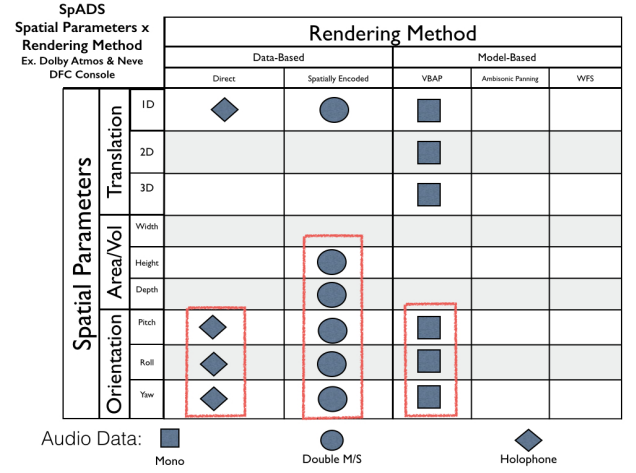 SpADS
Spatial Parameters x
Rendering Method
Ex. Dolby Atmos & Neve
DFC Console
Rendering Method
Data-Based
Model-Based
Direct
Spatially Encoded
VBAP
Ambisonic Panning
WFS
Spatial Parameters
Translation
1D
2D
3D
Area/Vol
Width
Height
Depth
Orientation
Pitch
Roll
Yaw
Audio Data:
Mono
Double M/S
Holophone